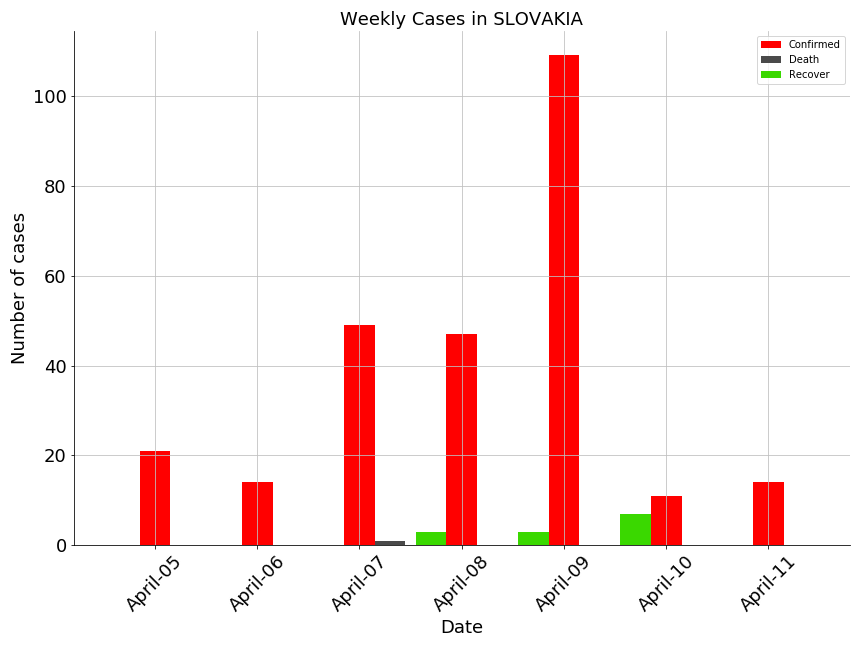 Weekly Cases in SLOVAKIA
Confirmed
Death
Recover
Number of cases
100
80
60
40
20
0
April-05
April-06
April-07
April-08
April-09
April-10
April-11
Date